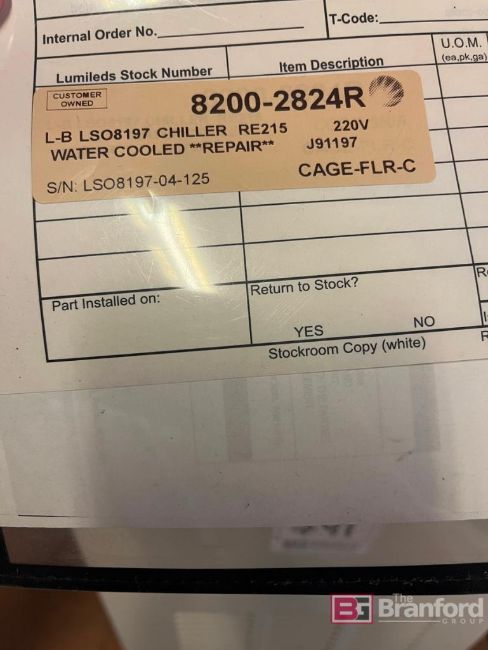 Internal Order No.
T-Code:
Lumileds Stock Number
Item Description
U.O.M.
(ea,pk,ga)
CUSTOMER
OWNED
8200-2824R
L-B LSO8197 CHILLER RE215 220V
WATER COOLED **REPAIR** J91197
S/N: LSO8197-04-125
CAGE-FLR-C
Part Installed on:
Return to Stock?
YES
NO
Stockroom Copy (white)
BG The
Branford
GROUP